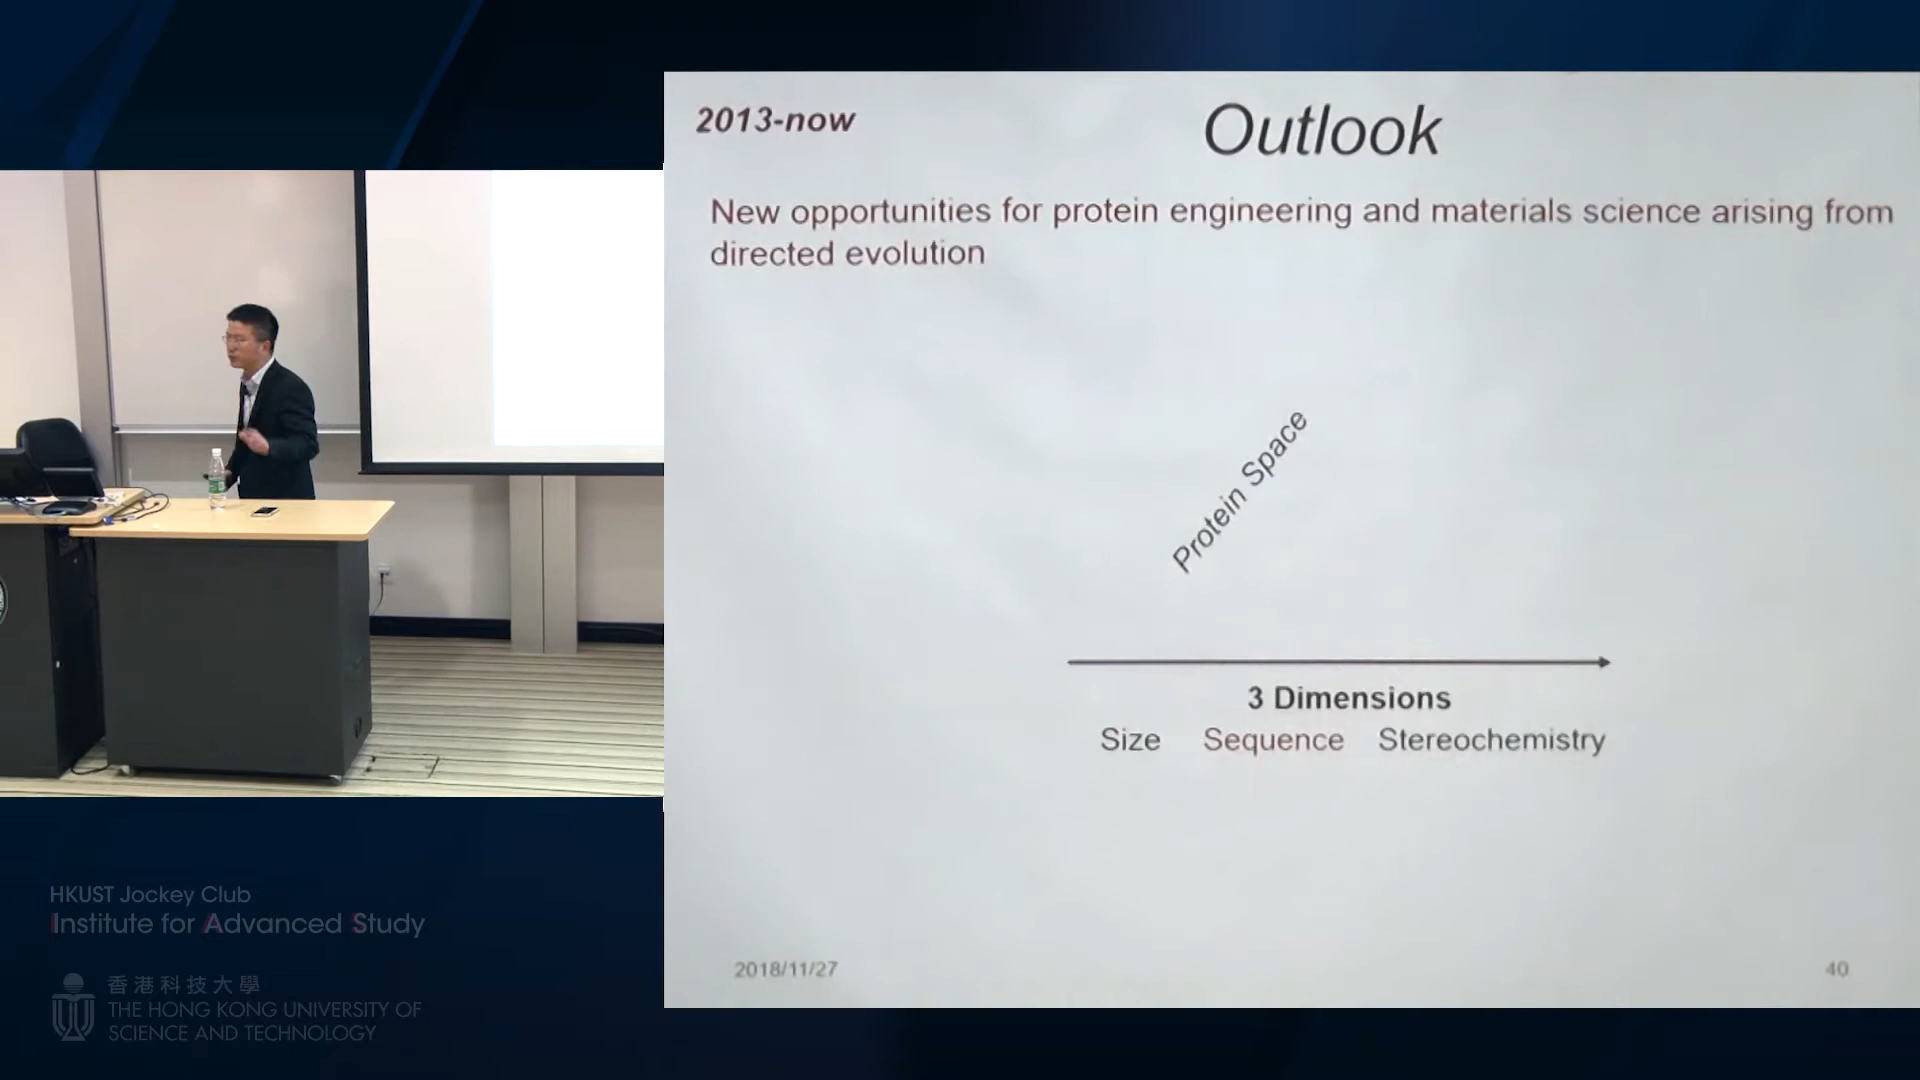 2013-now
Outlook
New opportunities for protein engineering and materials science arising from
directed evolution
Protein Space
3 Dimensions
Size Sequence Stereochemistry
2018/11/27
40
HKUST Jockey Club
Institute for Advanced Study
香港科技大學
THE HONG KONG UNIVERSITY OF
SCIENCE AND TECHNOLOGY